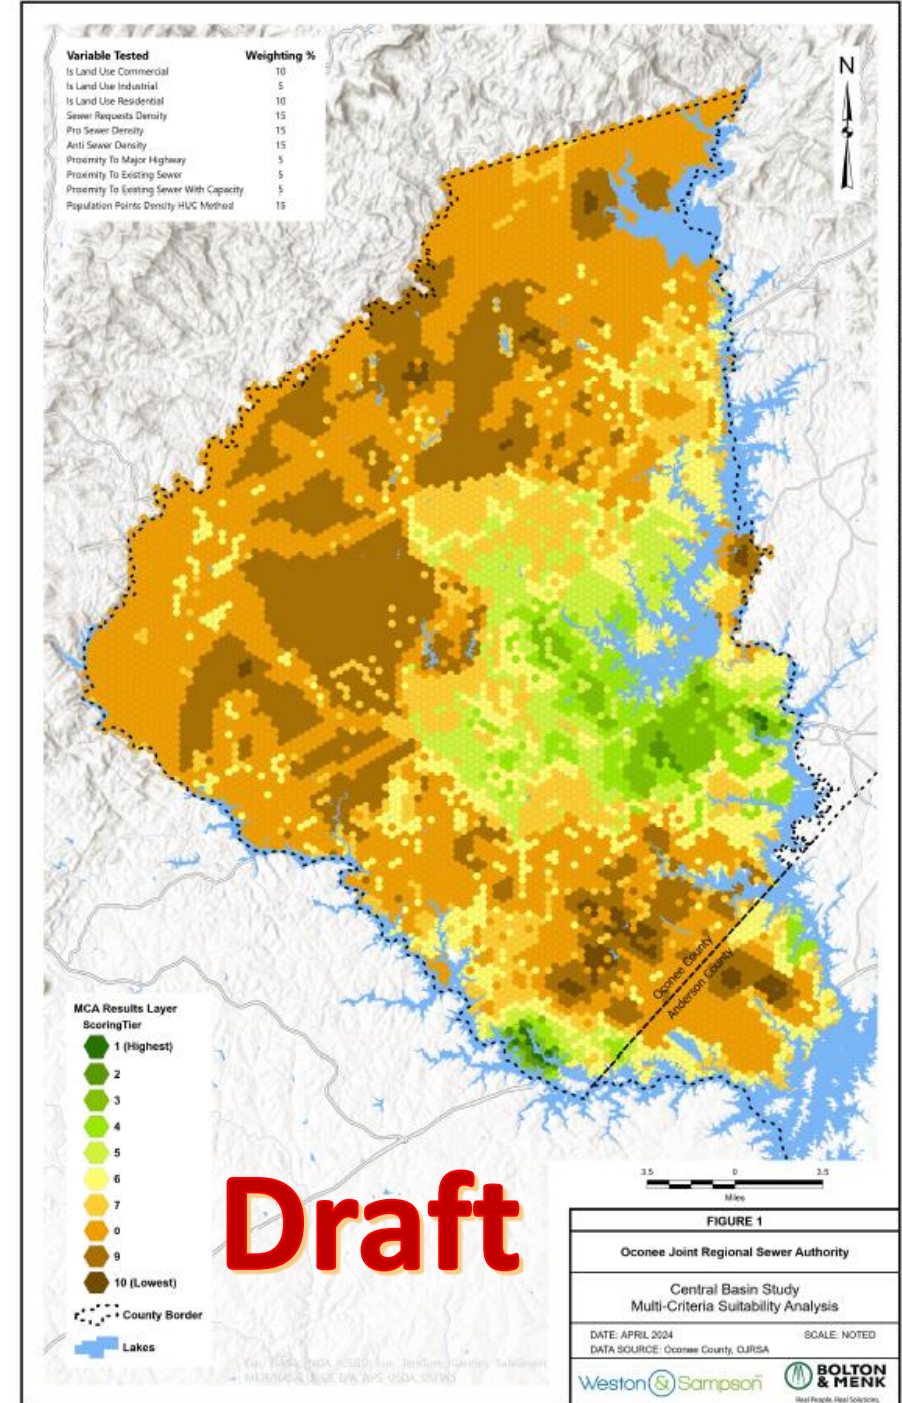 Variable Tested Weighting %
Is Land Use Commercial 10
Is Land Use Industrial 5
Is Land Use Residential 10
Sewer Requests Density 15
Pro Sewer Density 15
Anti Sewer Density 15
Proximity To Major Highway 5
Proximity To Existing Sewer 5
Proximity To Existing Sewer With Capacity 5
Population Points Density HUC Method 15
N
Oconee County
Anderson County
MCA Results Layer
ScoringTier
1 (Highest)
2
3
4
5
6
7
0
9
10 (Lowest)
County Border
Lakes
Draft
3.5 0 3.5
Miles
FIGURE 1
Oconee Joint Regional Sewer Authority
Central Basin Study
Multi-Criteria Suitability Analysis
DATE: APRIL 2024 SCALE: NOTED
DATA SOURCE: Oconee County, OJRSA
Weston & Sampson
BOLTON
& MENK
Real People. Real Solutions.